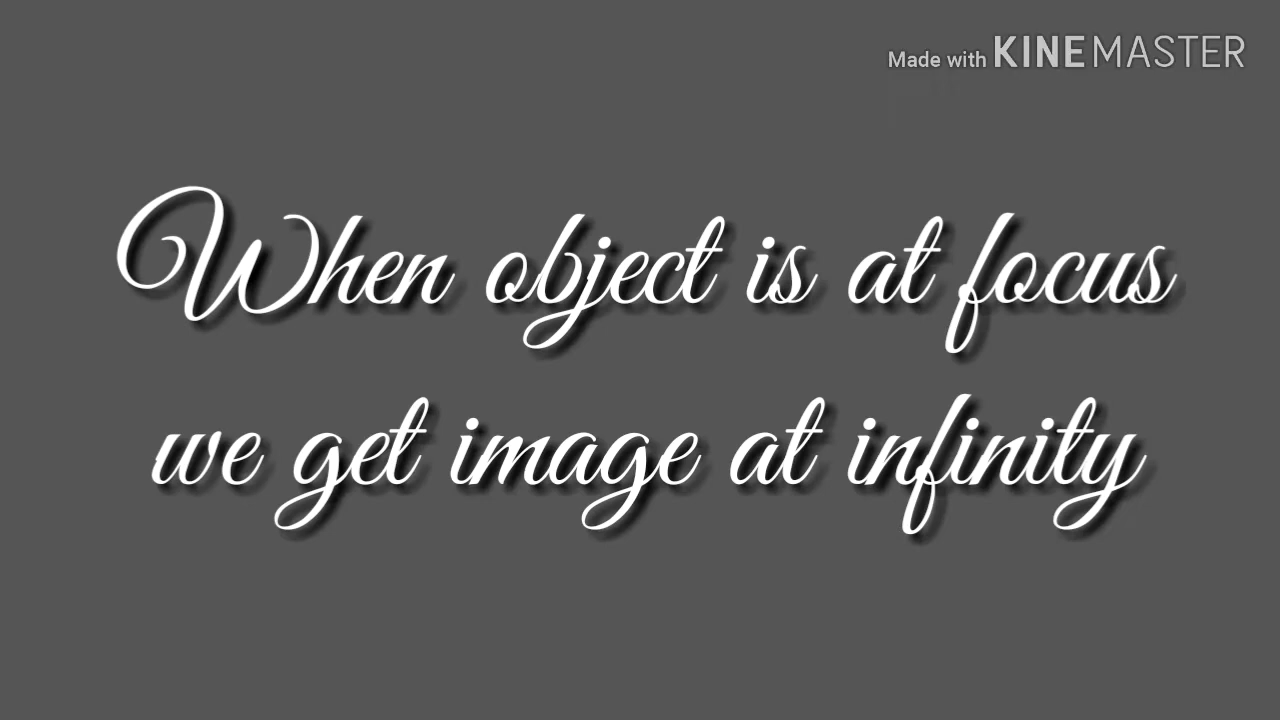 Made with KINEMASTER
When object is at focus
we get image at infinity